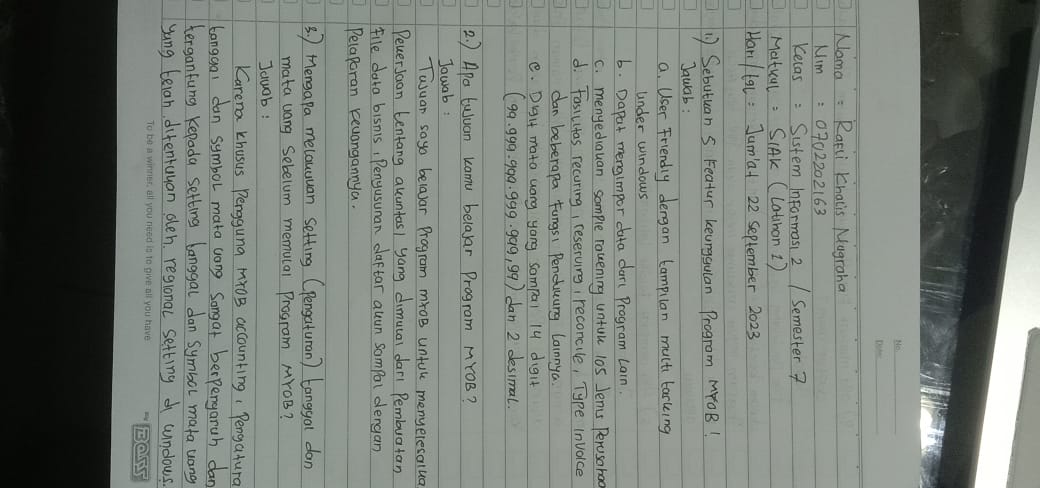 No.
Date:
Nama : Rafli Khalis Nugraha
Nim : 0702202163
Kelas : Sistem Informasi 2 / Semester 7
Matkul : SIAK (Latihan 1)
Hari / tgl : Jum'at 22 September 2023
1.) Sebutkan 5 Featur keunggulan Program MYOB !
Jawab :
a. User Friendly dengan tampilan multi tarking
under windows
b. Dapat mengimpor data dari Program Lain.
c. menyediakan sample rekening untuk 105 Jenis Perusahaa
d. Fasilitas recuring, reserving, reconcile, Type Invoice
dan beberapa Fungsi Pendukung Lainnya.
e. Digit mata uang yang sampai 14 digit
(99.999.999.999.999,99) dan 2 desimal.
2.) Apa tujuan kamu belajar Program MYOB ?
Jawab :
Tujuan saya belajar Program MYOB untuk menyelesaika
Pekerjaan tentang akuntasi yang dimulai dari Pembuatan
File data bisnis, Penyusunan daftar akun sampai dengan
Pelaporan keuangannya.
3.) Mengapa melakukan setting (Pengaturan) tanggal dan
mata uang Sebelum memulai Program MYOB ?
Jawab :
Karena khusus Pengguna MYOB accounting, Pengatura
tanggal dan symbol mata uang Sangat berpengaruh dan
tergantung kepada setting tanggal dan symbol mata uang
yang telah ditentukan oleh regional setting di windows.
To be a winner, all you need is to give all you have
BOSS